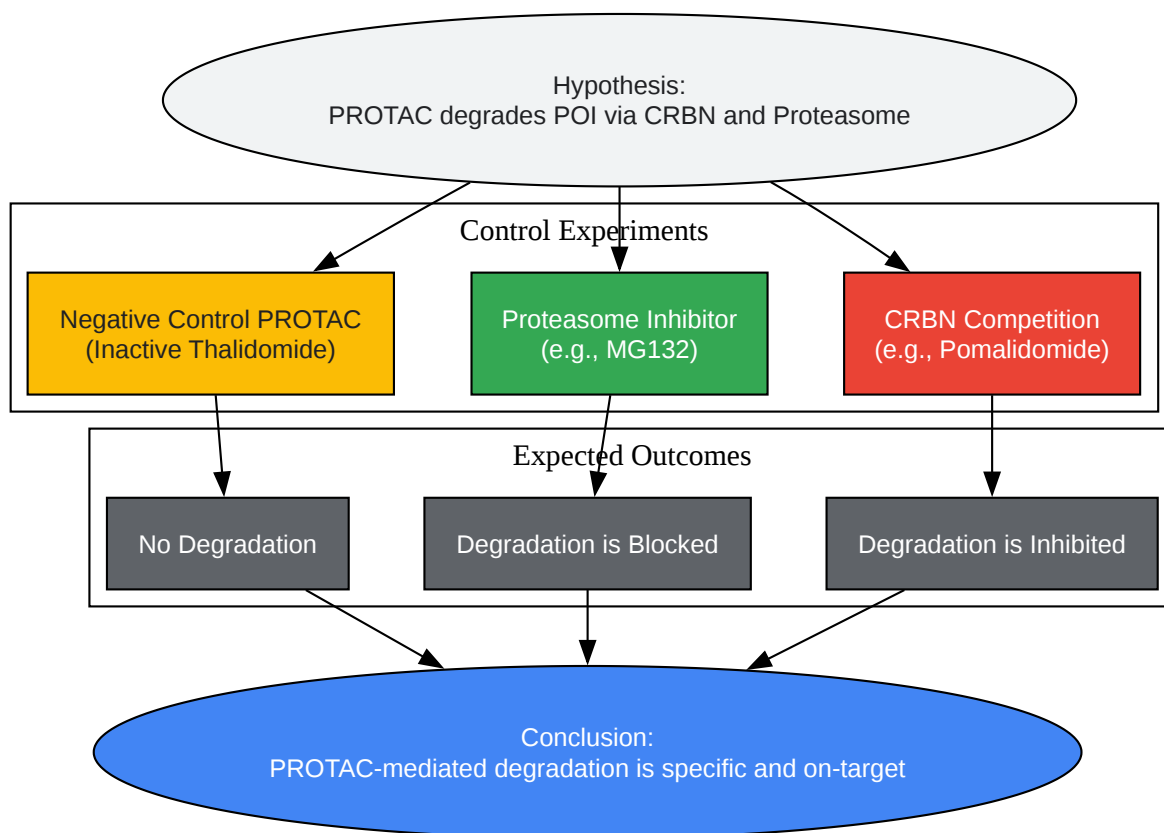 Hypothesis:
PROTAC degrades POI via CRBN and Proteasome
Control Experiments
Negative Control PROTAC
(Inactive Thalidomide)
Proteasome Inhibitor
(e.g., MG132)
CRBN Competition
(e.g., Pomalidomide)
Expected Outcomes
No Degradation
Degradation is Blocked
Degradation is Inhibited
Conclusion:
PROTAC-mediated degradation is specific and on-target